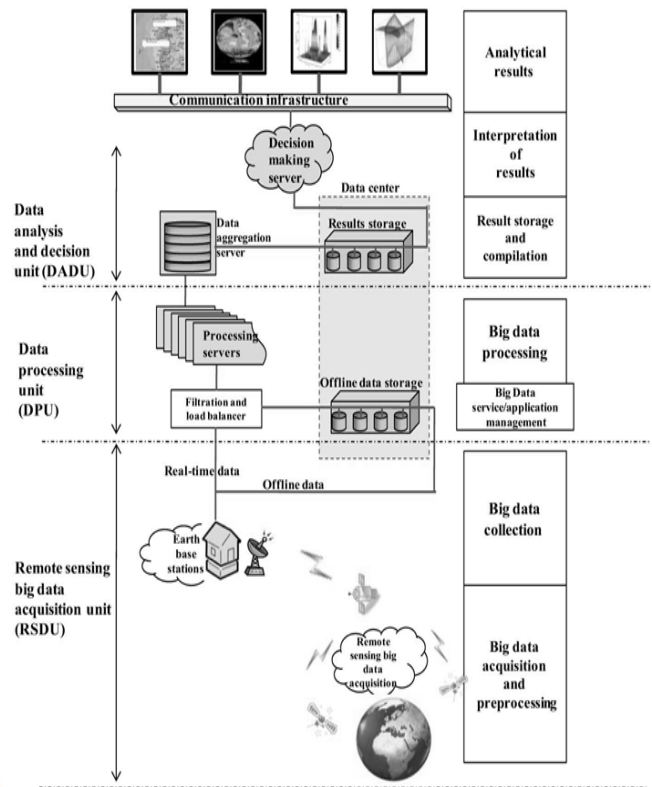 Communication infrastructure
Analytical
results
Decision
making
server
Interpretation
of
results
Data center
Data
analysis
and decision
unit (DADU)
Data
aggregation
server
Results storage
Result storage
and
compilation
Data
processing
unit
(DPU)
Processing
servers
Big data
processing
Filtration and
load balancer
Offline data storage
Big Data
service/application
management
Real-time data
Offline data
Big data
collection
Earth
base
stations
Remote sensing
big data
acquisition unit
(RSDU)
Remote
sensing big
data
acquisition
Big data
acquisition
and
preprocessing